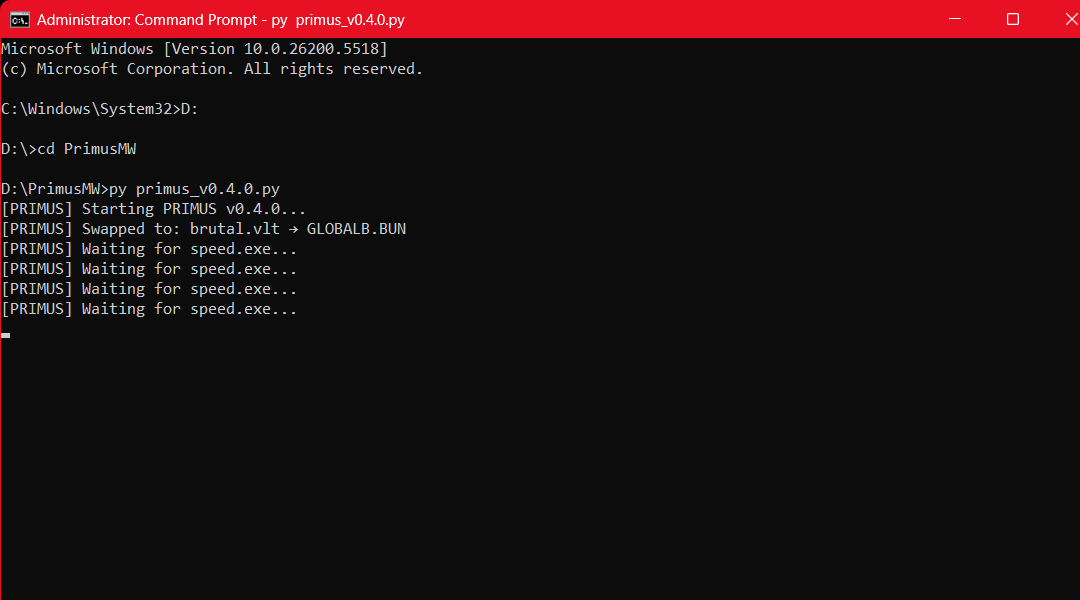 Administrator: Command Prompt - py  primus_v0.4.0.py
Microsoft Windows [Version 10.0.26200.5518]
(c) Microsoft Corporation. All rights reserved.
C:\Windows\System32>D:
D:\>cd PrimusMW
D:\PrimusMW>py primus_v0.4.0.py
[PRIMUS] Starting PRIMUS v0.4.0...
[PRIMUS] Swapped to: brutal.vlt → GLOBALB.BUN
[PRIMUS] Waiting for speed.exe...
[PRIMUS] Waiting for speed.exe...
[PRIMUS] Waiting for speed.exe...
[PRIMUS] Waiting for speed.exe...